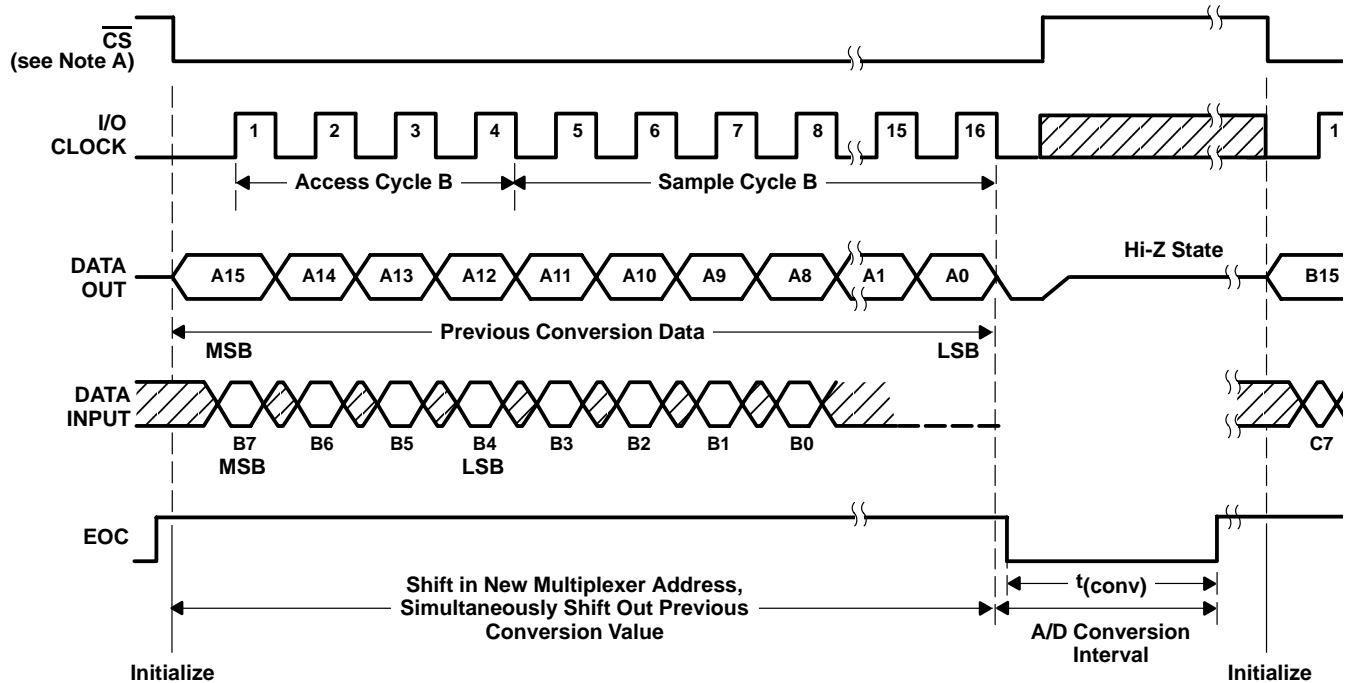 CS
(see Note A)
I/O
CLOCK
1 2 3 4 5 6 7 8 15 16 1
Access Cycle B Sample Cycle B
Hi-Z State
DATA
OUT
A15 A14 A13 A12 A11 A10 A9 A8 A1 A0 B15
Previous Conversion Data
MSB LSB
DATA
INPUT
B7 B6 B5 B4 B3 B2 B1 B0 C7
MSB LSB
EOC
Shift in New Multiplexer Address,
Simultaneously Shift Out Previous
Conversion Value
t(conv)
A/D Conversion
Interval
Initialize Initialize